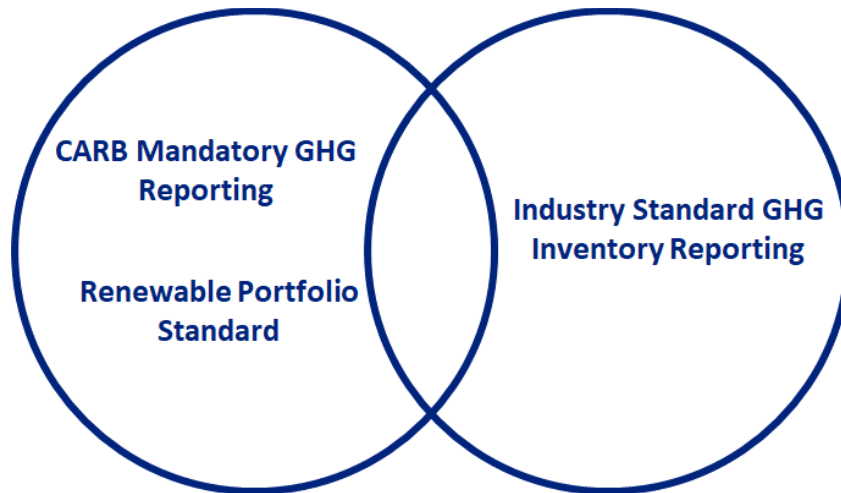 CARB Mandatory GHG
Reporting
Renewable Portfolio
Standard
Industry Standard GHG
Inventory Reporting